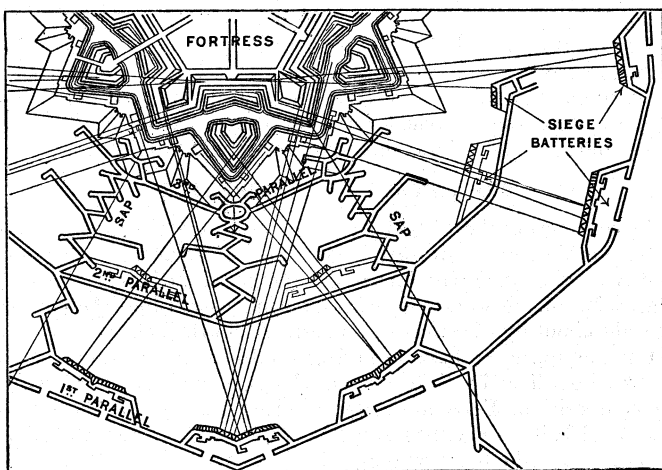 FORTRESS
SIEGE
BATTERIES
3RD PARALLEL
SAP
SAP
2ND PARALLEL
1ST PARALLEL